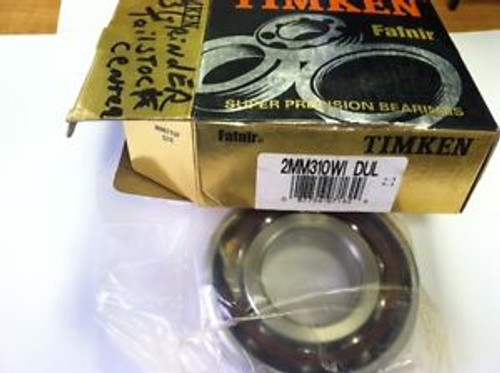 TIMKEN
Fafnir®
SUPER PRECISION BEARINGS
GRINDER
TAILSTOCK
CENTER
Fafnir®
TIMKEN
2MM310WI DUL